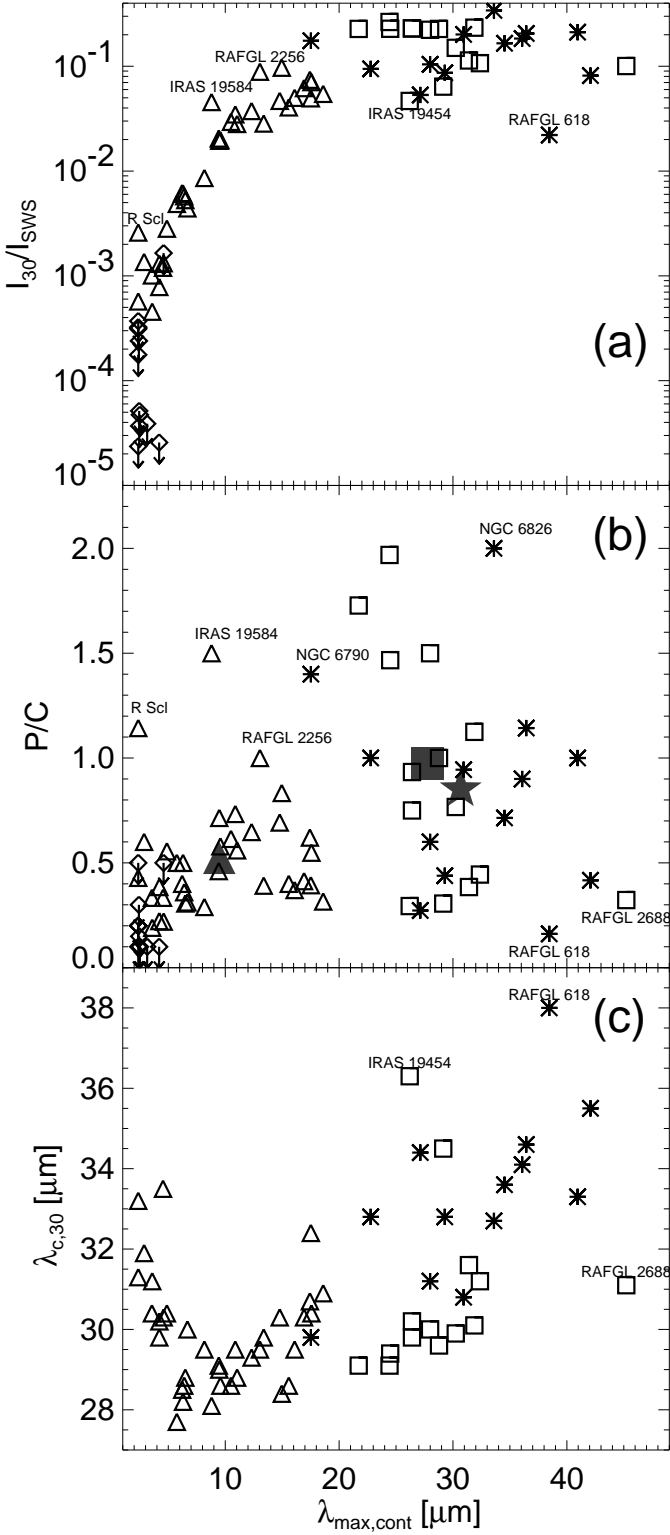 10⁻¹
RAFGL 2256
IRAS 19584
IRAS 19454
RAFGL 618
10⁻²
R Scl
10⁻³
I₃₀/I_SWS
(a)
10⁻⁴
10⁻⁵
NGC 6826
(b)
2.0
IRAS 19584
NGC 6790
1.5
R Scl
RAFGL 2256
P/C
1.0
0.5
RAFGL 2688
RAFGL 618
0.0
RAFGL 618
(c)
38
IRAS 19454
36
34
λ_c,30 [μm]
32
RAFGL 2688
30
28
10 20 30 40
λ_max,cont [μm]